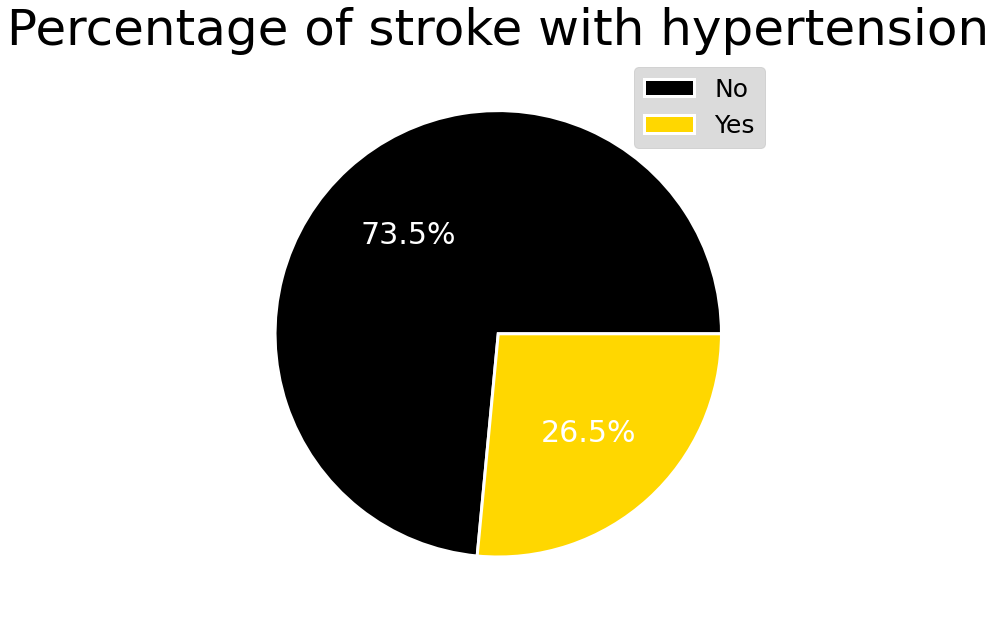 Percentage of stroke with hypertension
No
Yes
73.5%
26.5%